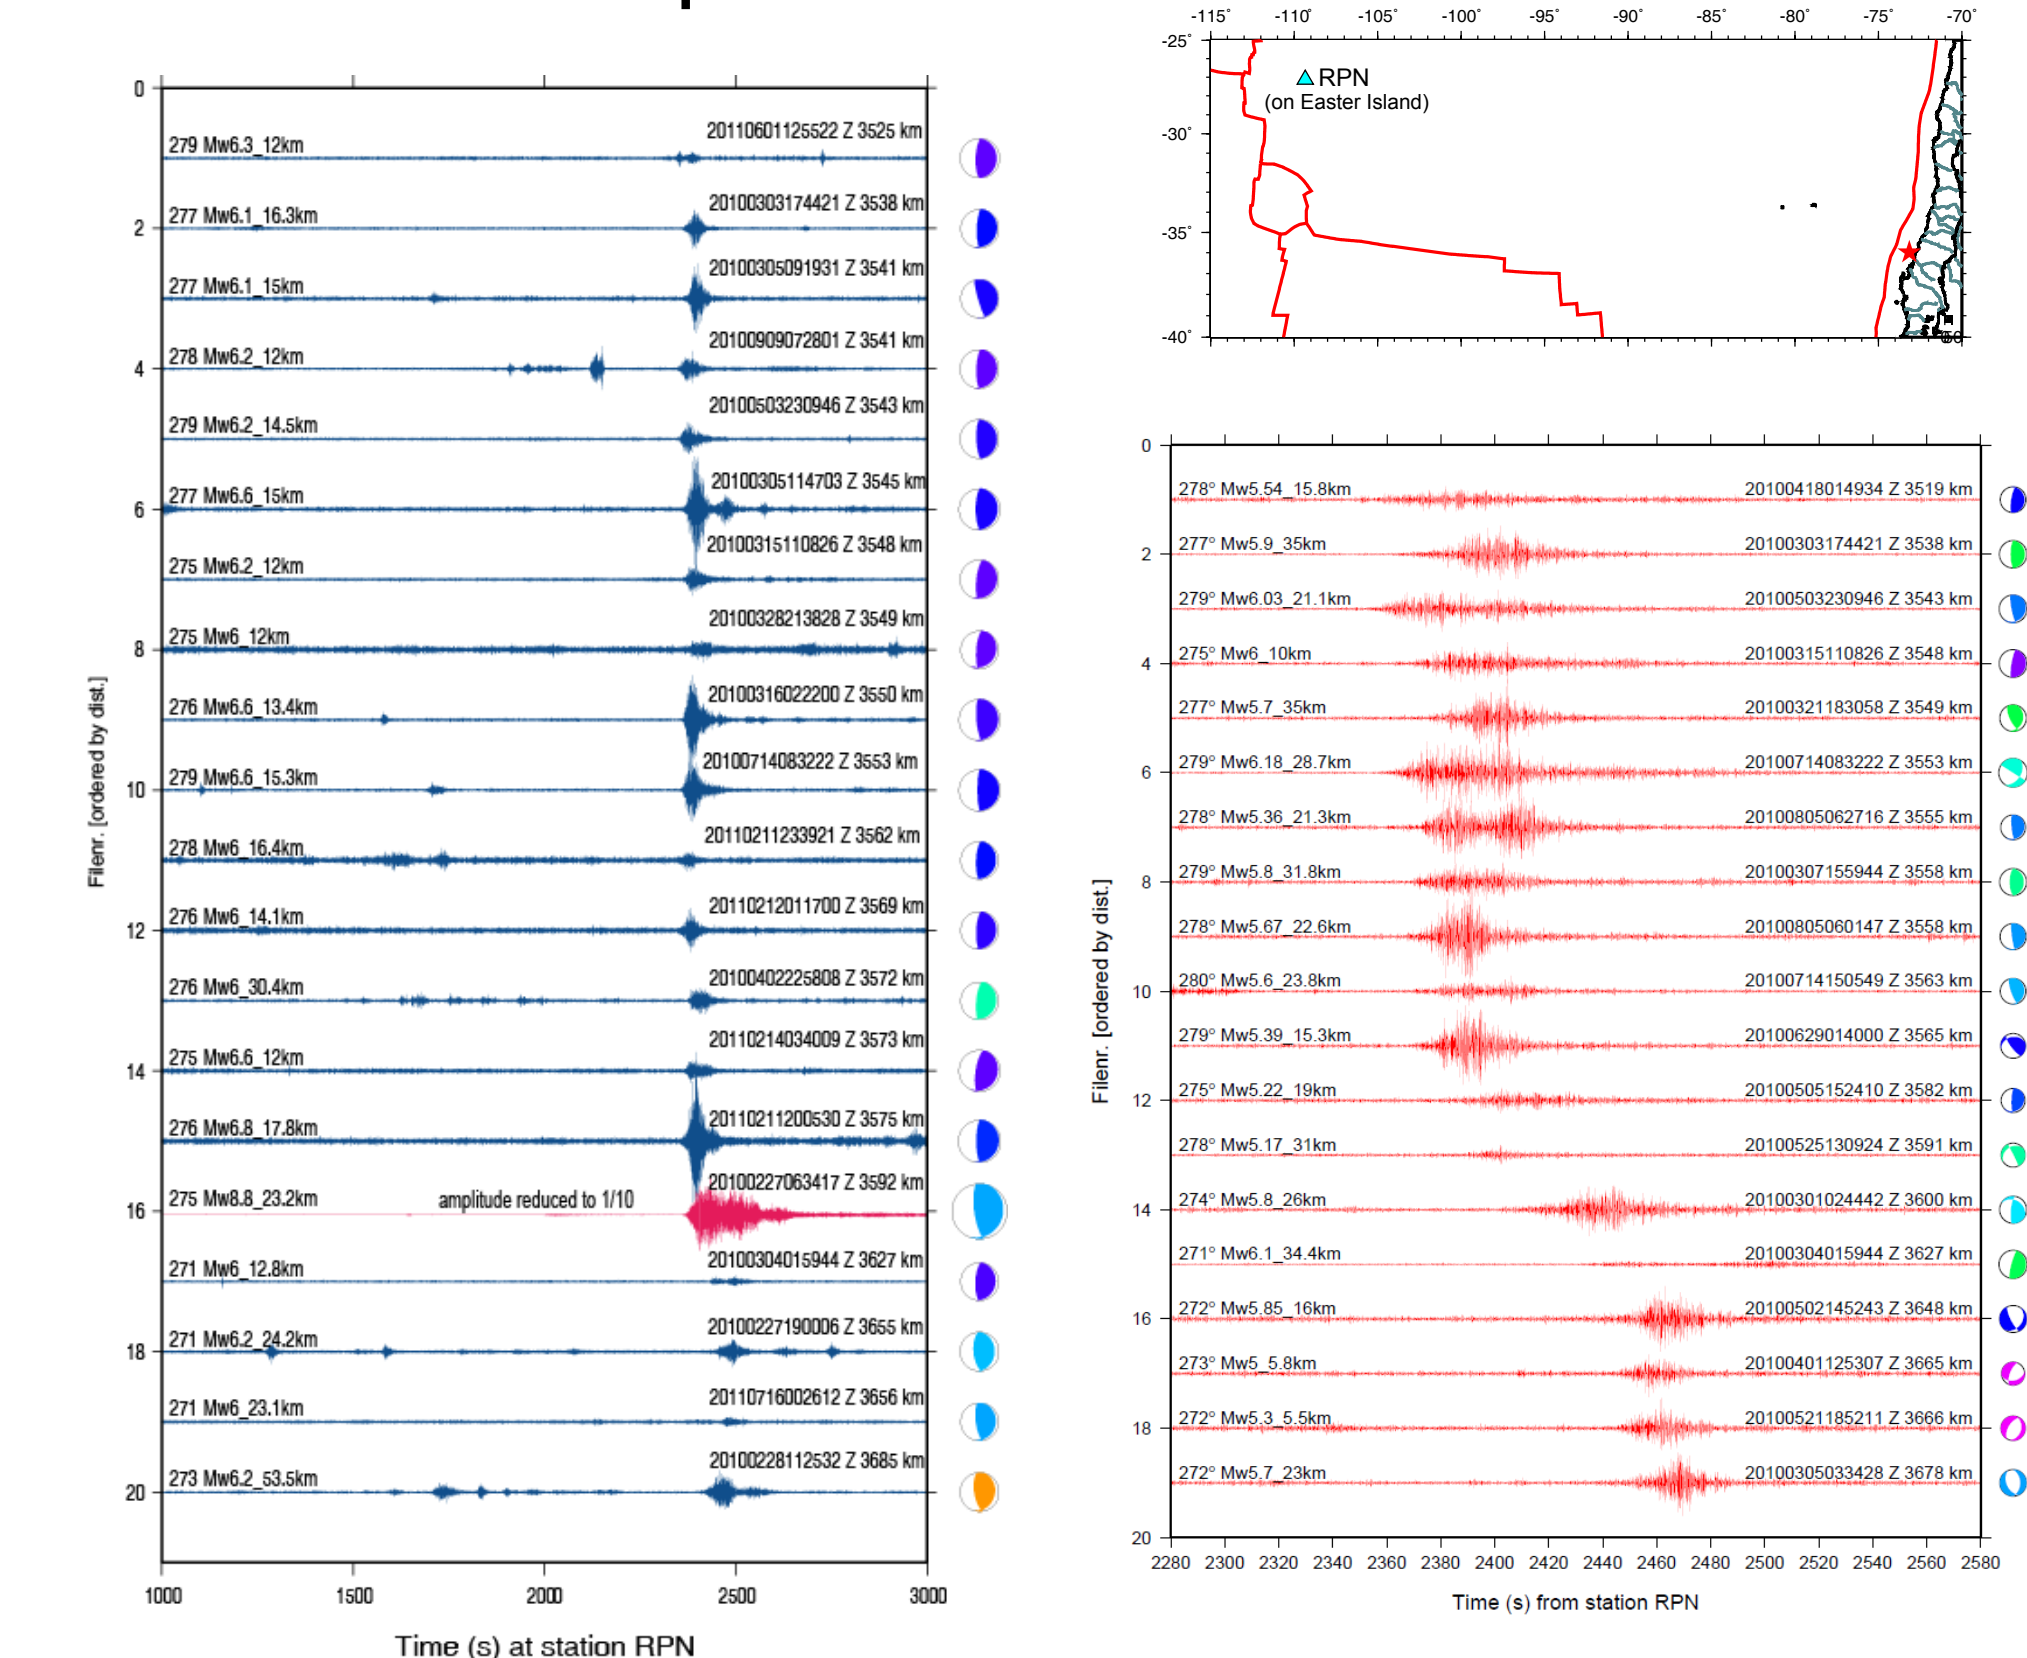 0
20110601125522 Z 3525 km
279 Mw6.3_12km
20100303174421 Z 3538 km
277 Mw6.1_16.3km
2
20100305091931 Z 3541 km
277 Mw6.1_15km
20100909072801 Z 3541 km
278 Mw6.2_12km
4
20100503230946 Z 3543 km
279 Mw6.2_14.5km
20100305114703 Z 3545 km
277 Mw6.6_15km
6
20100315110826 Z 3548 km
275 Mw6.2_12km
20100328213828 Z 3549 km
275 Mw6_12km
8
20100316022200 Z 3550 km
276 Mw6.6_13.4km
20100714083222 Z 3553 km
279 Mw6.6_15.3km
10
20110211233921 Z 3562 km
278 Mw6_16.4km
20110212011700 Z 3569 km
276 Mw6_14.1km
12
20100402225808 Z 3572 km
276 Mw6_30.4km
20110214034009 Z 3573 km
275 Mw6.6_12km
14
20110211200530 Z 3575 km
276 Mw6.8_17.8km
20100227063417 Z 3592 km
275 Mw8.8_23.2km
amplitude reduced to 1/10
16
20100304015944 Z 3627 km
271 Mw6_12.8km
20100227190006 Z 3655 km
271 Mw6.2_24.2km
18
20110716002612 Z 3656 km
271 Mw6_23.1km
20100228112532 Z 3685 km
273 Mw6.2_53.5km
20
1000 1500 2000 2500 3000
Time (s) at station RPN
Filenr. [ordered by dist.]
-115° -110° -105° -100° -95° -90° -85° -80° -75° -70°
-25°
-30°
-35°
-40°
RPN
(on Easter Island)
0
278° Mw5.54_15.8km 20100418014934 Z 3519 km
277° Mw5.9_35km 20100303174421 Z 3538 km
2
279° Mw6.03_21.1km 20100503230946 Z 3543 km
275° Mw6_10km 20100315110826 Z 3548 km
4
277° Mw5.7_35km 20100321183058 Z 3549 km
279° Mw6.18_28.7km 20100714083222 Z 3553 km
6
278° Mw5.36_21.3km 20100805062716 Z 3555 km
279° Mw5.8_31.8km 20100307155944 Z 3558 km
8
278° Mw5.67_22.6km 20100805060147 Z 3558 km
280° Mw5.6_23.8km 20100714150549 Z 3563 km
10
279° Mw5.39_15.3km 20100629014000 Z 3565 km
275° Mw5.22_19km 20100505152410 Z 3582 km
12
278° Mw5.17_31km 20100525130924 Z 3591 km
274° Mw5.8_26km 20100301024442 Z 3600 km
14
271° Mw6.1_34.4km 20100304015944 Z 3627 km
272° Mw5.85_16km 20100502145243 Z 3648 km
16
273° Mw5_5.8km 20100401125307 Z 3665 km
272° Mw5.3_5.5km 20100521185211 Z 3666 km
18
272° Mw5.7_23km 20100305033428 Z 3678 km
20
2280 2300 2320 2340 2360 2380 2400 2420 2440 2460 2480 2500 2520 2540 2560 2580
Time (s) from station RPN
Filenr. [ordered by dist.]